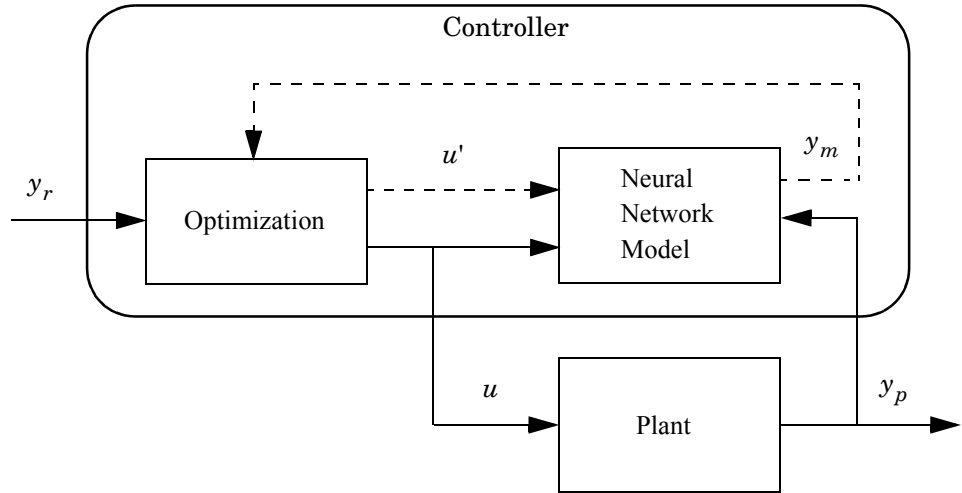 Controller
u'
y_m
y_r
Optimization
Neural
Network
Model
u
Plant
y_p